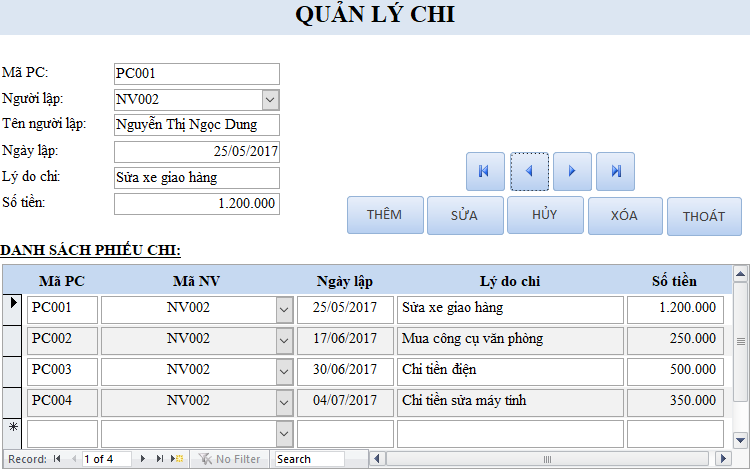 QUẢN LÝ CHI
Mã PC: PC001
Người lập: NV002
Tên người lập: Nguyễn Thị Ngọc Dung
Ngày lập: 25/05/2017
Lý do chi: Sửa xe giao hàng
Số tiền: 1.200.000
THÊM SỬA HỦY XÓA THOÁT
DANH SÁCH PHIẾU CHI:
Mã PC Mã NV Ngày lập Lý do chi Số tiền
PC001 NV002 25/05/2017 Sửa xe giao hàng 1.200.000
PC002 NV002 17/06/2017 Mua công cụ văn phòng 250.000
PC003 NV002 30/06/2017 Chi tiền điện 500.000
PC004 NV002 04/07/2017 Chi tiền sửa máy tính 350.000
Record: 1 of 4 No Filter Search